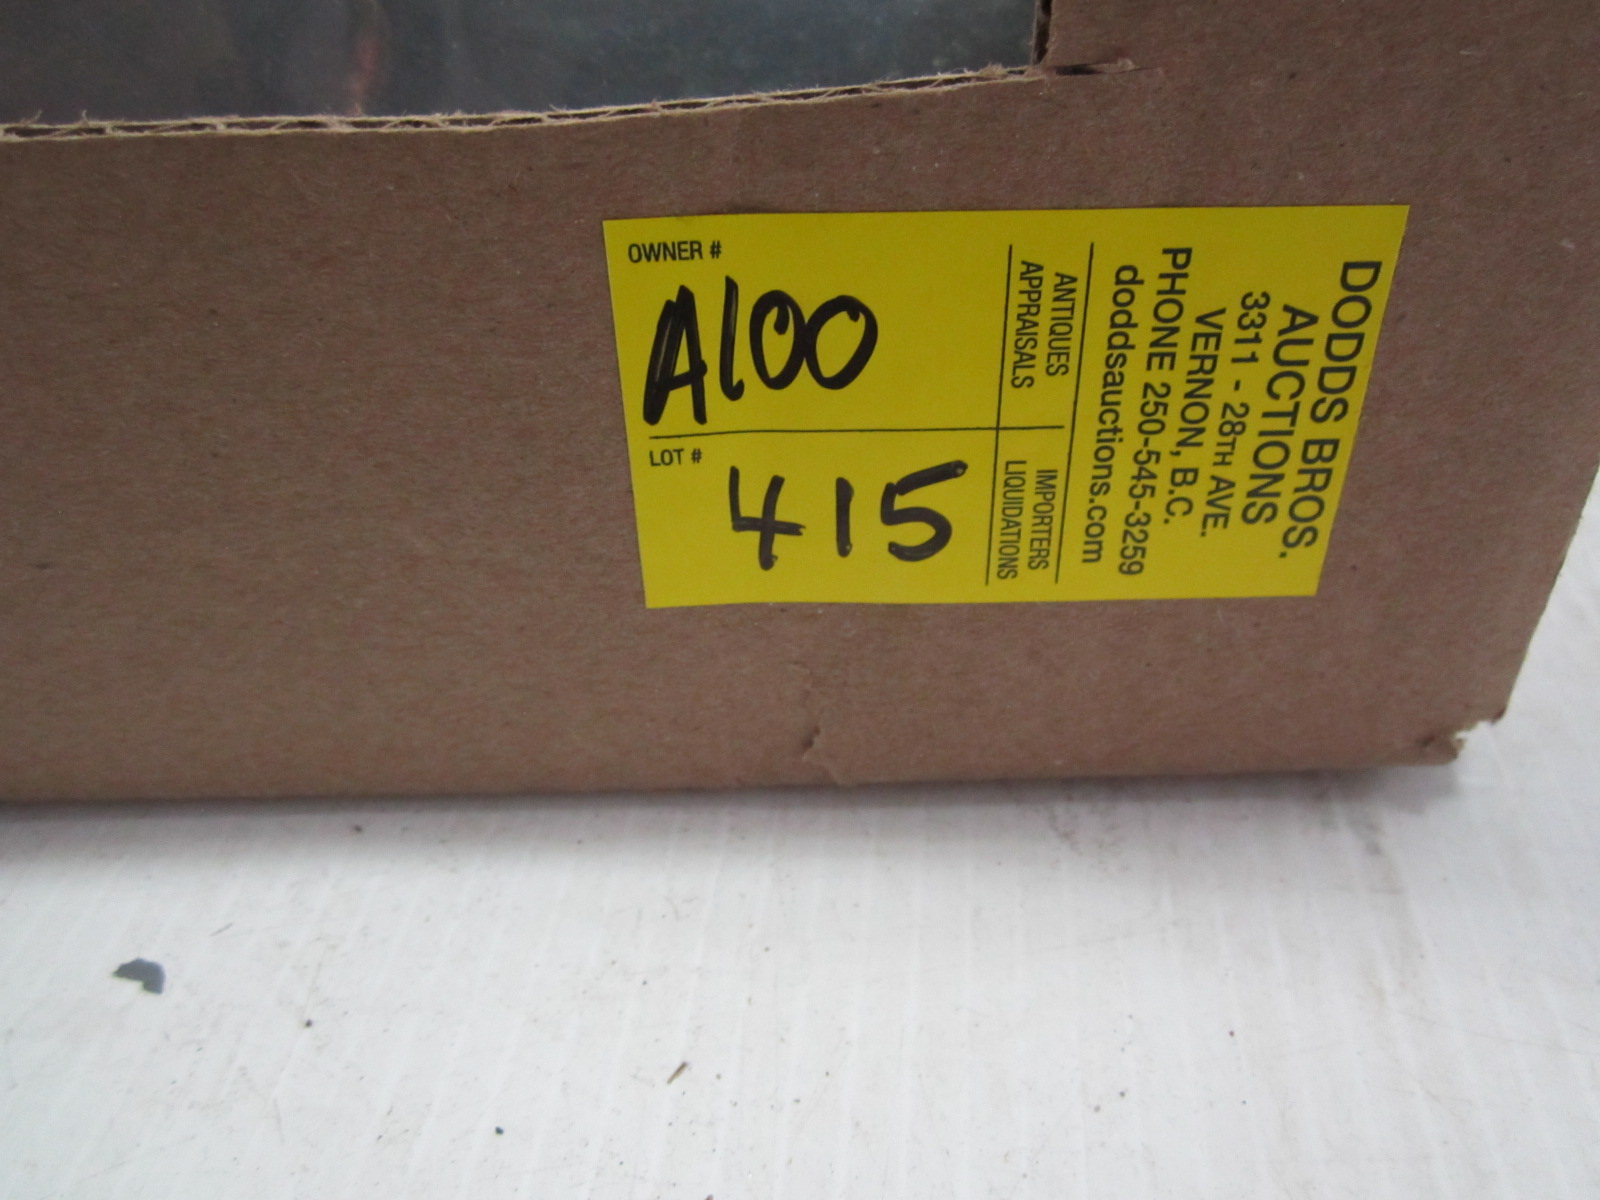 OWNER #
A100
LOT #
415
DODDS BROS.
AUCTIONS
3311 - 28TH AVE.
VERNON, B.C.
PHONE 250-545-3259
doddsauctions.com
ANTIQUES
APPRAISALS
IMPORTERS
LIQUIDATIONS